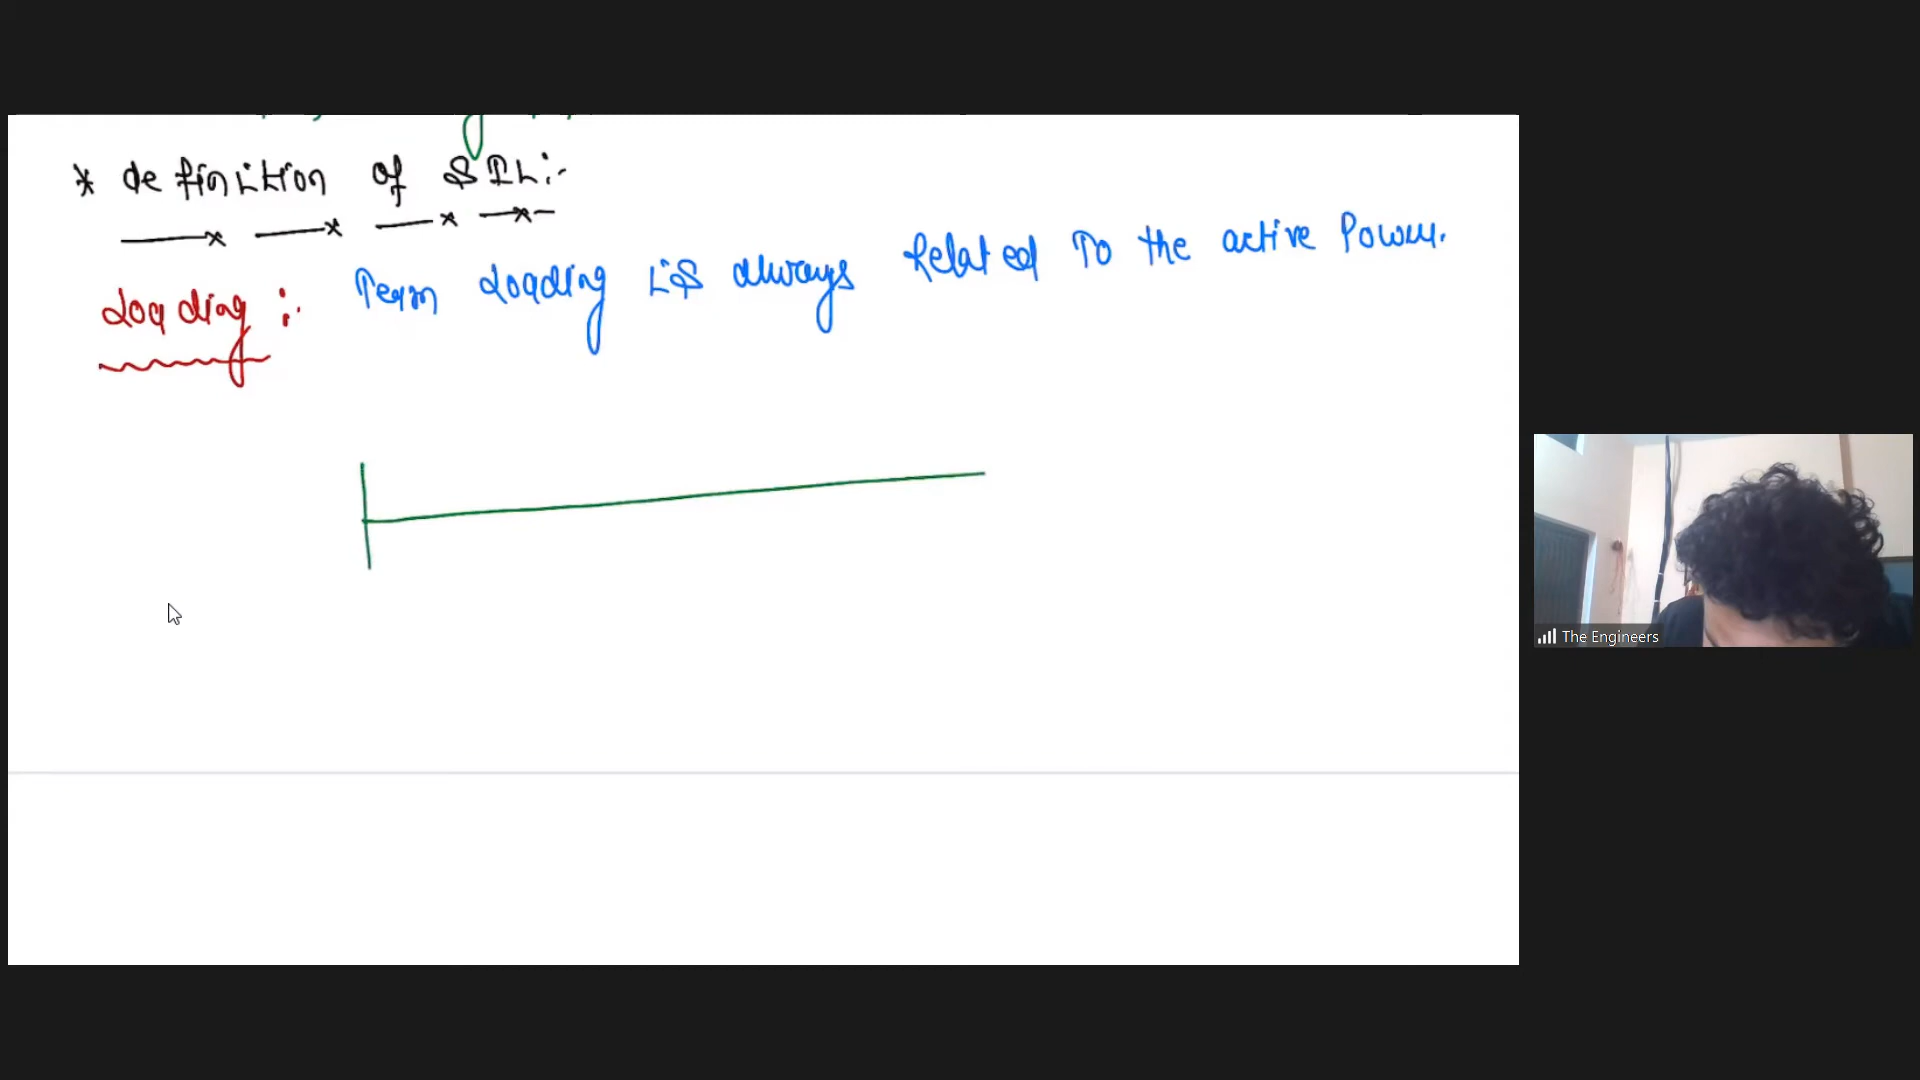 * definition of SIL:-
Loading :- Term Loading is always Related To the active Power.
The Engineers